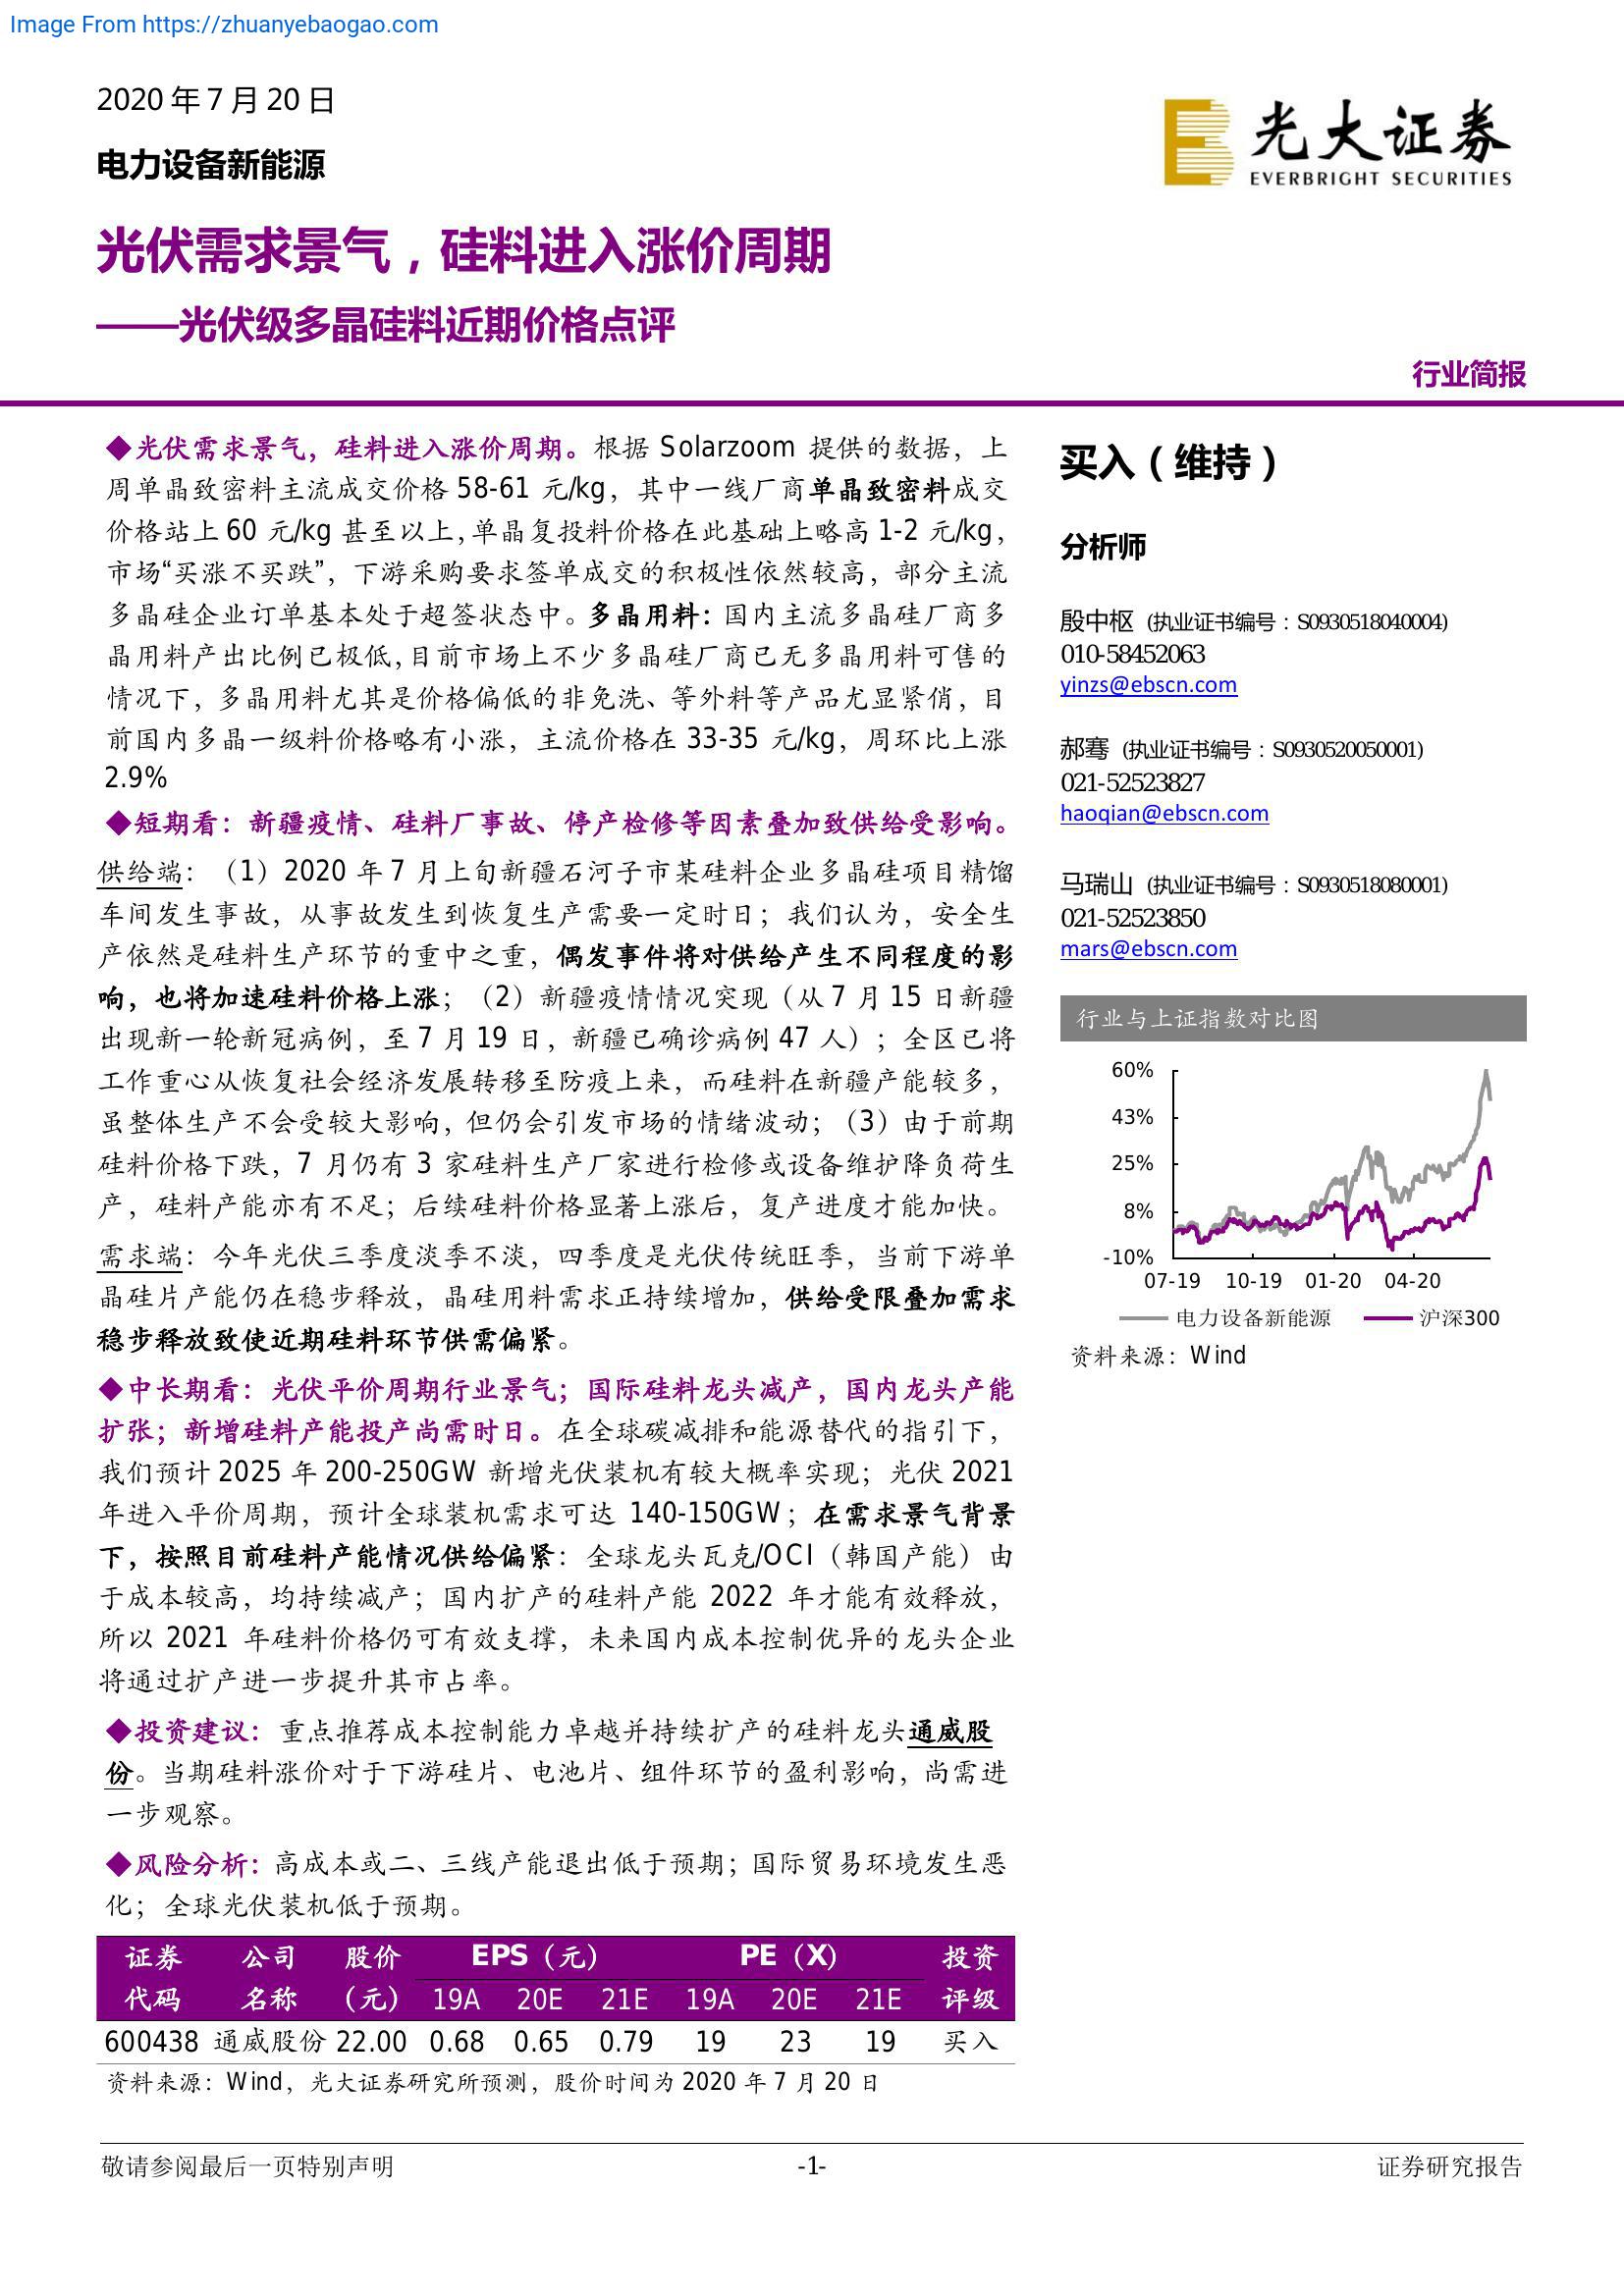 Image From https://zhuanyebaogao.com
2020 年 7 月 20 日
电力设备新能源
光伏需求景气，硅料进入涨价周期
——光伏级多晶硅料近期价格点评
光大证券
EVERBRIGHT SECURITIES
行业简报
◆光伏需求景气，硅料进入涨价周期。根据 Solarzoom 提供的数据，上
周单晶致密料主流成交价格 58-61 元/kg，其中一线厂商单晶致密料成交
价格站上 60 元/kg 甚至以上，单晶复投料价格在此基础上略高 1-2 元/kg，
市场“买涨不买跌”，下游采购要求签单成交的积极性依然较高，部分主流
多晶硅企业订单基本处于超签状态中。多晶用料：国内主流多晶硅厂商多
晶用料产出比例已极低，目前市场上不少多晶硅厂商已无多晶用料可售的
情况下，多晶用料尤其是价格偏低的非免洗、等外料等产品尤显紧俏，目
前国内多晶一级料价格略有小涨，主流价格在 33-35 元/kg，周环比上涨
2.9%
◆短期看：新疆疫情、硅料厂事故、停产检修等因素叠加致供给受影响。
供给端：（1）2020 年 7 月上旬新疆石河子市某硅料企业多晶硅项目精馏
车间发生事故，从事故发生到恢复生产需要一定时日；我们认为，安全生
产依然是硅料生产环节的重中之重，偶发事件将对供给产生不同程度的影
响，也将加速硅料价格上涨；（2）新疆疫情情况突现（从 7 月 15 日新疆
出现新一轮新冠病例，至 7 月 19 日，新疆已确诊病例 47 人）；全区已将
工作重心从恢复社会经济发展转移至防疫上来，而硅料在新疆产能较多，
虽整体生产不会受较大影响，但仍会引发市场的情绪波动；（3）由于前期
硅料价格下跌，7 月仍有 3 家硅料生产厂家进行检修或设备维护降负荷生
产，硅料产能亦有不足；后续硅料价格显著上涨后，复产进度才能加快。
需求端：今年光伏三季度淡季不淡，四季度是光伏传统旺季，当前下游单
晶硅片产能仍在稳步释放，晶硅用料需求正持续增加，供给受限叠加需求
稳步释放致使近期硅料环节供需偏紧。
◆中长期看：光伏平价周期行业景气；国际硅料龙头减产，国内龙头产能
扩张；新增硅料产能投产尚需时日。在全球碳减排和能源替代的指引下，
我们预计 2025 年 200-250GW 新增光伏装机有较大概率实现；光伏 2021
年进入平价周期，预计全球装机需求可达 140-150GW；在需求景气背景
下，按照目前硅料产能情况供给偏紧：全球龙头瓦克/OCI（韩国产能）由
于成本较高，均持续减产；国内扩产的硅料产能 2022 年才能有效释放，
所以 2021 年硅料价格仍可有效支撑，未来国内成本控制优异的龙头企业
将通过扩产进一步提升其市占率。
◆投资建议：重点推荐成本控制能力卓越并持续扩产的硅料龙头通威股
份。当期硅料涨价对于下游硅片、电池片、组件环节的盈利影响，尚需进
一步观察。
◆风险分析：高成本或二、三线产能退出低于预期；国际贸易环境发生恶
化；全球光伏装机低于预期。
证券 公司 股价 EPS（元） PE（X） 投资
代码 名称 （元） 19A 20E 21E 19A 20E 21E 评级
600438 通威股份 22.00 0.68 0.65 0.79 19 23 19 买入
资料来源：Wind，光大证券研究所预测，股价时间为 2020 年 7 月 20 日
买入（维持）
分析师
殷中枢 (执业证书编号：S0930518040004)
010-58452063
yinzs@ebscn.com
郝骞 (执业证书编号：S0930520050001)
021-52523827
haoqian@ebscn.com
马瑞山 (执业证书编号：S0930518080001)
021-52523850
mars@ebscn.com
行业与上证指数对比图
60%
43%
25%
8%
-10%
07-19 10-19 01-20 04-20
电力设备新能源 沪深300
资料来源：Wind
敬请参阅最后一页特别声明 -1- 证券研究报告